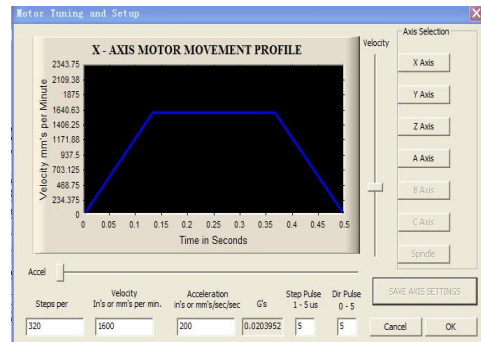 Motor Tuning and Setup
X - AXIS MOTOR MOVEMENT PROFILE
Velocity mm's per Minute
2343.75
2109.38
1875
1640.63
1406.25
1171.88
937.5
703.125
468.75
234.375
0
0 0.05 0.1 0.15 0.2 0.25 0.3 0.35 0.4 0.45 0.5
Time in Seconds
Velocity
Axis Selection
X Axis
Y Axis
Z Axis
A Axis
B Axis
C Axis
Spindle
Accel
Steps per
Velocity
In's or mm's per min.
Acceleration
in's or mm's/sec/sec
G's
Step Pulse
1 - 5 us
Dir Pulse
0 - 5
320 1600 200 0.0203952 5 5
SAVE AXIS SETTINGS
Cancel OK